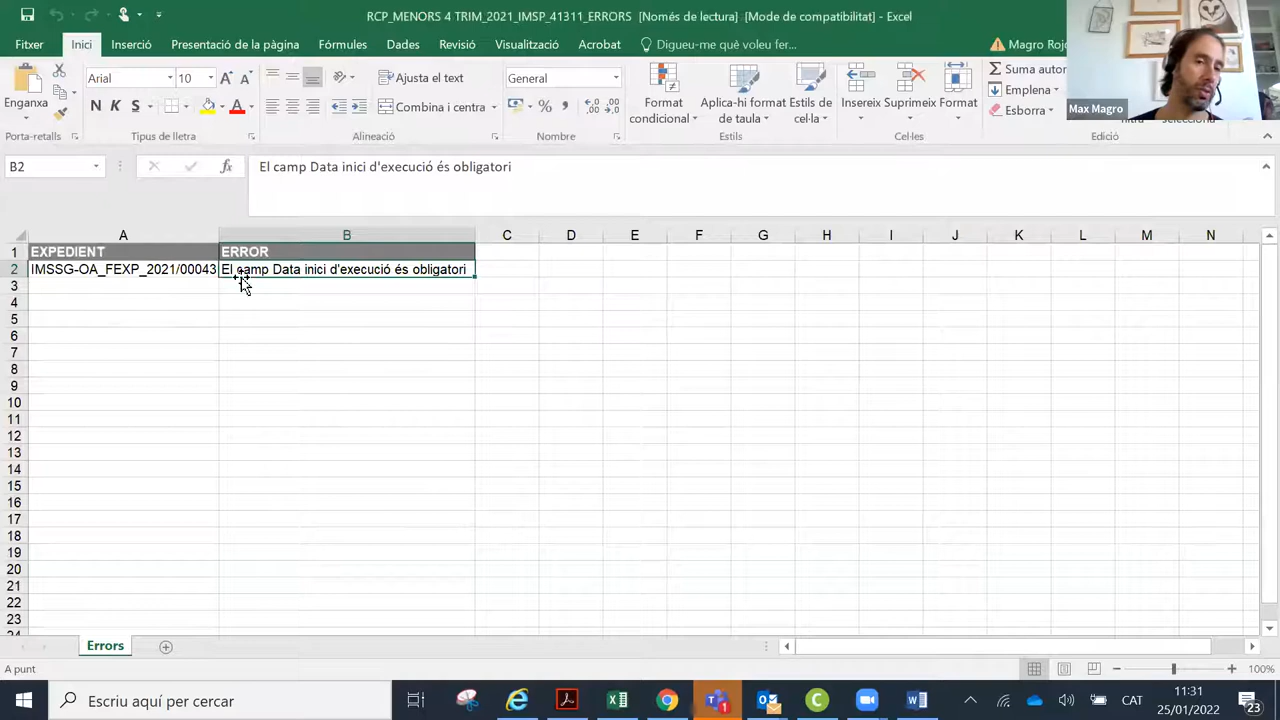 RCP_MENORS 4 TRIM_2021_IMSP_41311_ERRORS [Només de lectura] [Mode de compatibilitat] - Excel
Fitxer Inici Inserció Presentació de la pàgina Fórmules Dades Revisió Visualització Acrobat Digueu-me què voleu fer... Magro Roj
Enganxa
Arial 10
Ajusta el text
General
Format condicional
Aplica-hi format de taula
Estils de cel·la
Insereix Suprimeix Format
Suma autor
Emplena
Esborra
N K S
Combina i centra
Max Magro
Porta-retalls Tipus de lletra Alineació Nombre Estils Cel·les Edició
B2 fx El camp Data inici d'execució és obligatori
A B C D E F G H I J K L M N
1 EXPEDIENT ERROR
2 IMSSG-OA_FEXP_2021/00043 El camp Data inici d'execució és obligatori
3
4
5
6
7
8
9
10
11
12
13
14
15
16
17
18
19
20
21
22
23
24
Errors
A punt 100%
Escriu aquí per cercar
CAT
11:31
25/01/2022
23